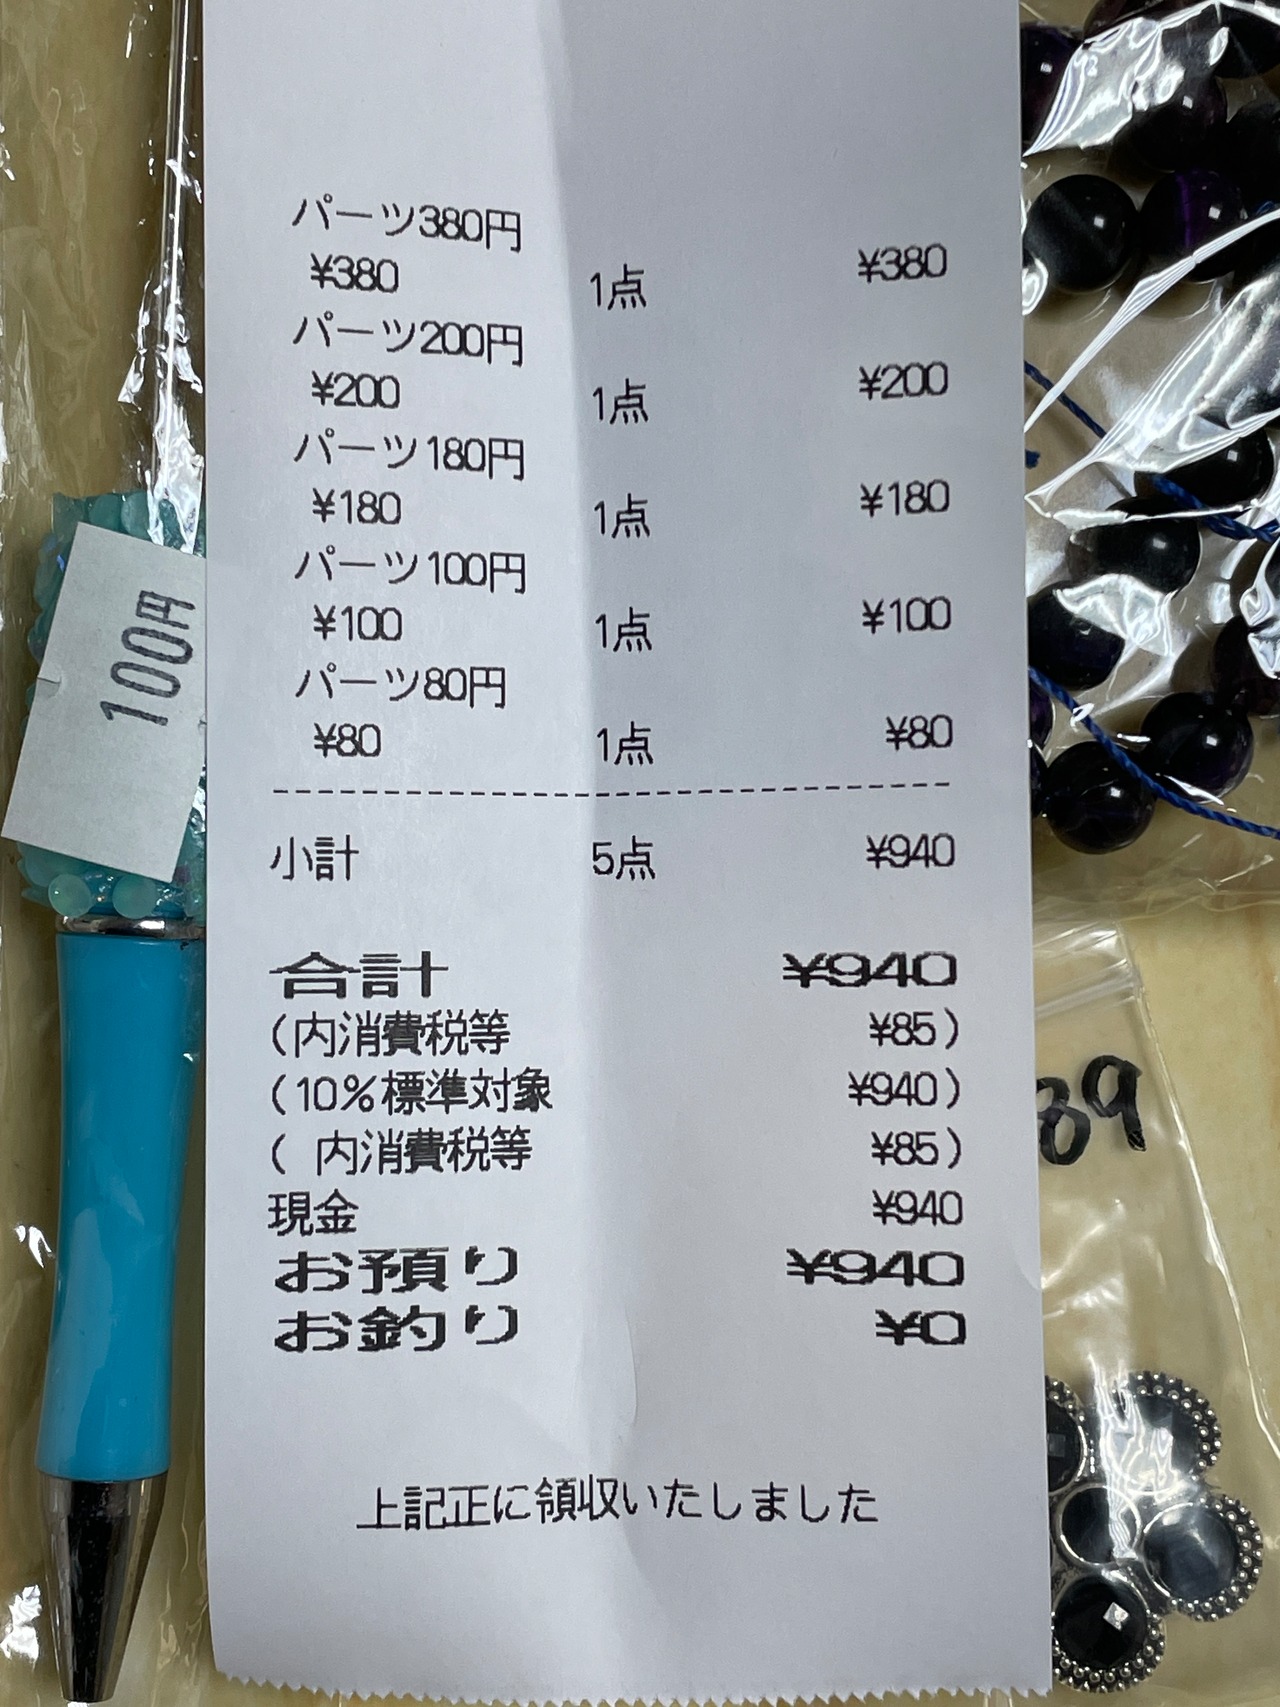 パーツ380円
¥380 1点 ¥380
パーツ200円
¥200 1点 ¥200
パーツ180円
¥180 1点 ¥180
パーツ100円
¥100 1点 ¥100
パーツ80円
¥80 1点 ¥80
小計 5点 ¥940
合計 ¥940
(内消費税等 ¥85)
(10%標準対象 ¥940)
( 内消費税等 ¥85)
現金 ¥940
お預り ¥940
お釣り ¥0
上記正に領収いたしました
100円
89